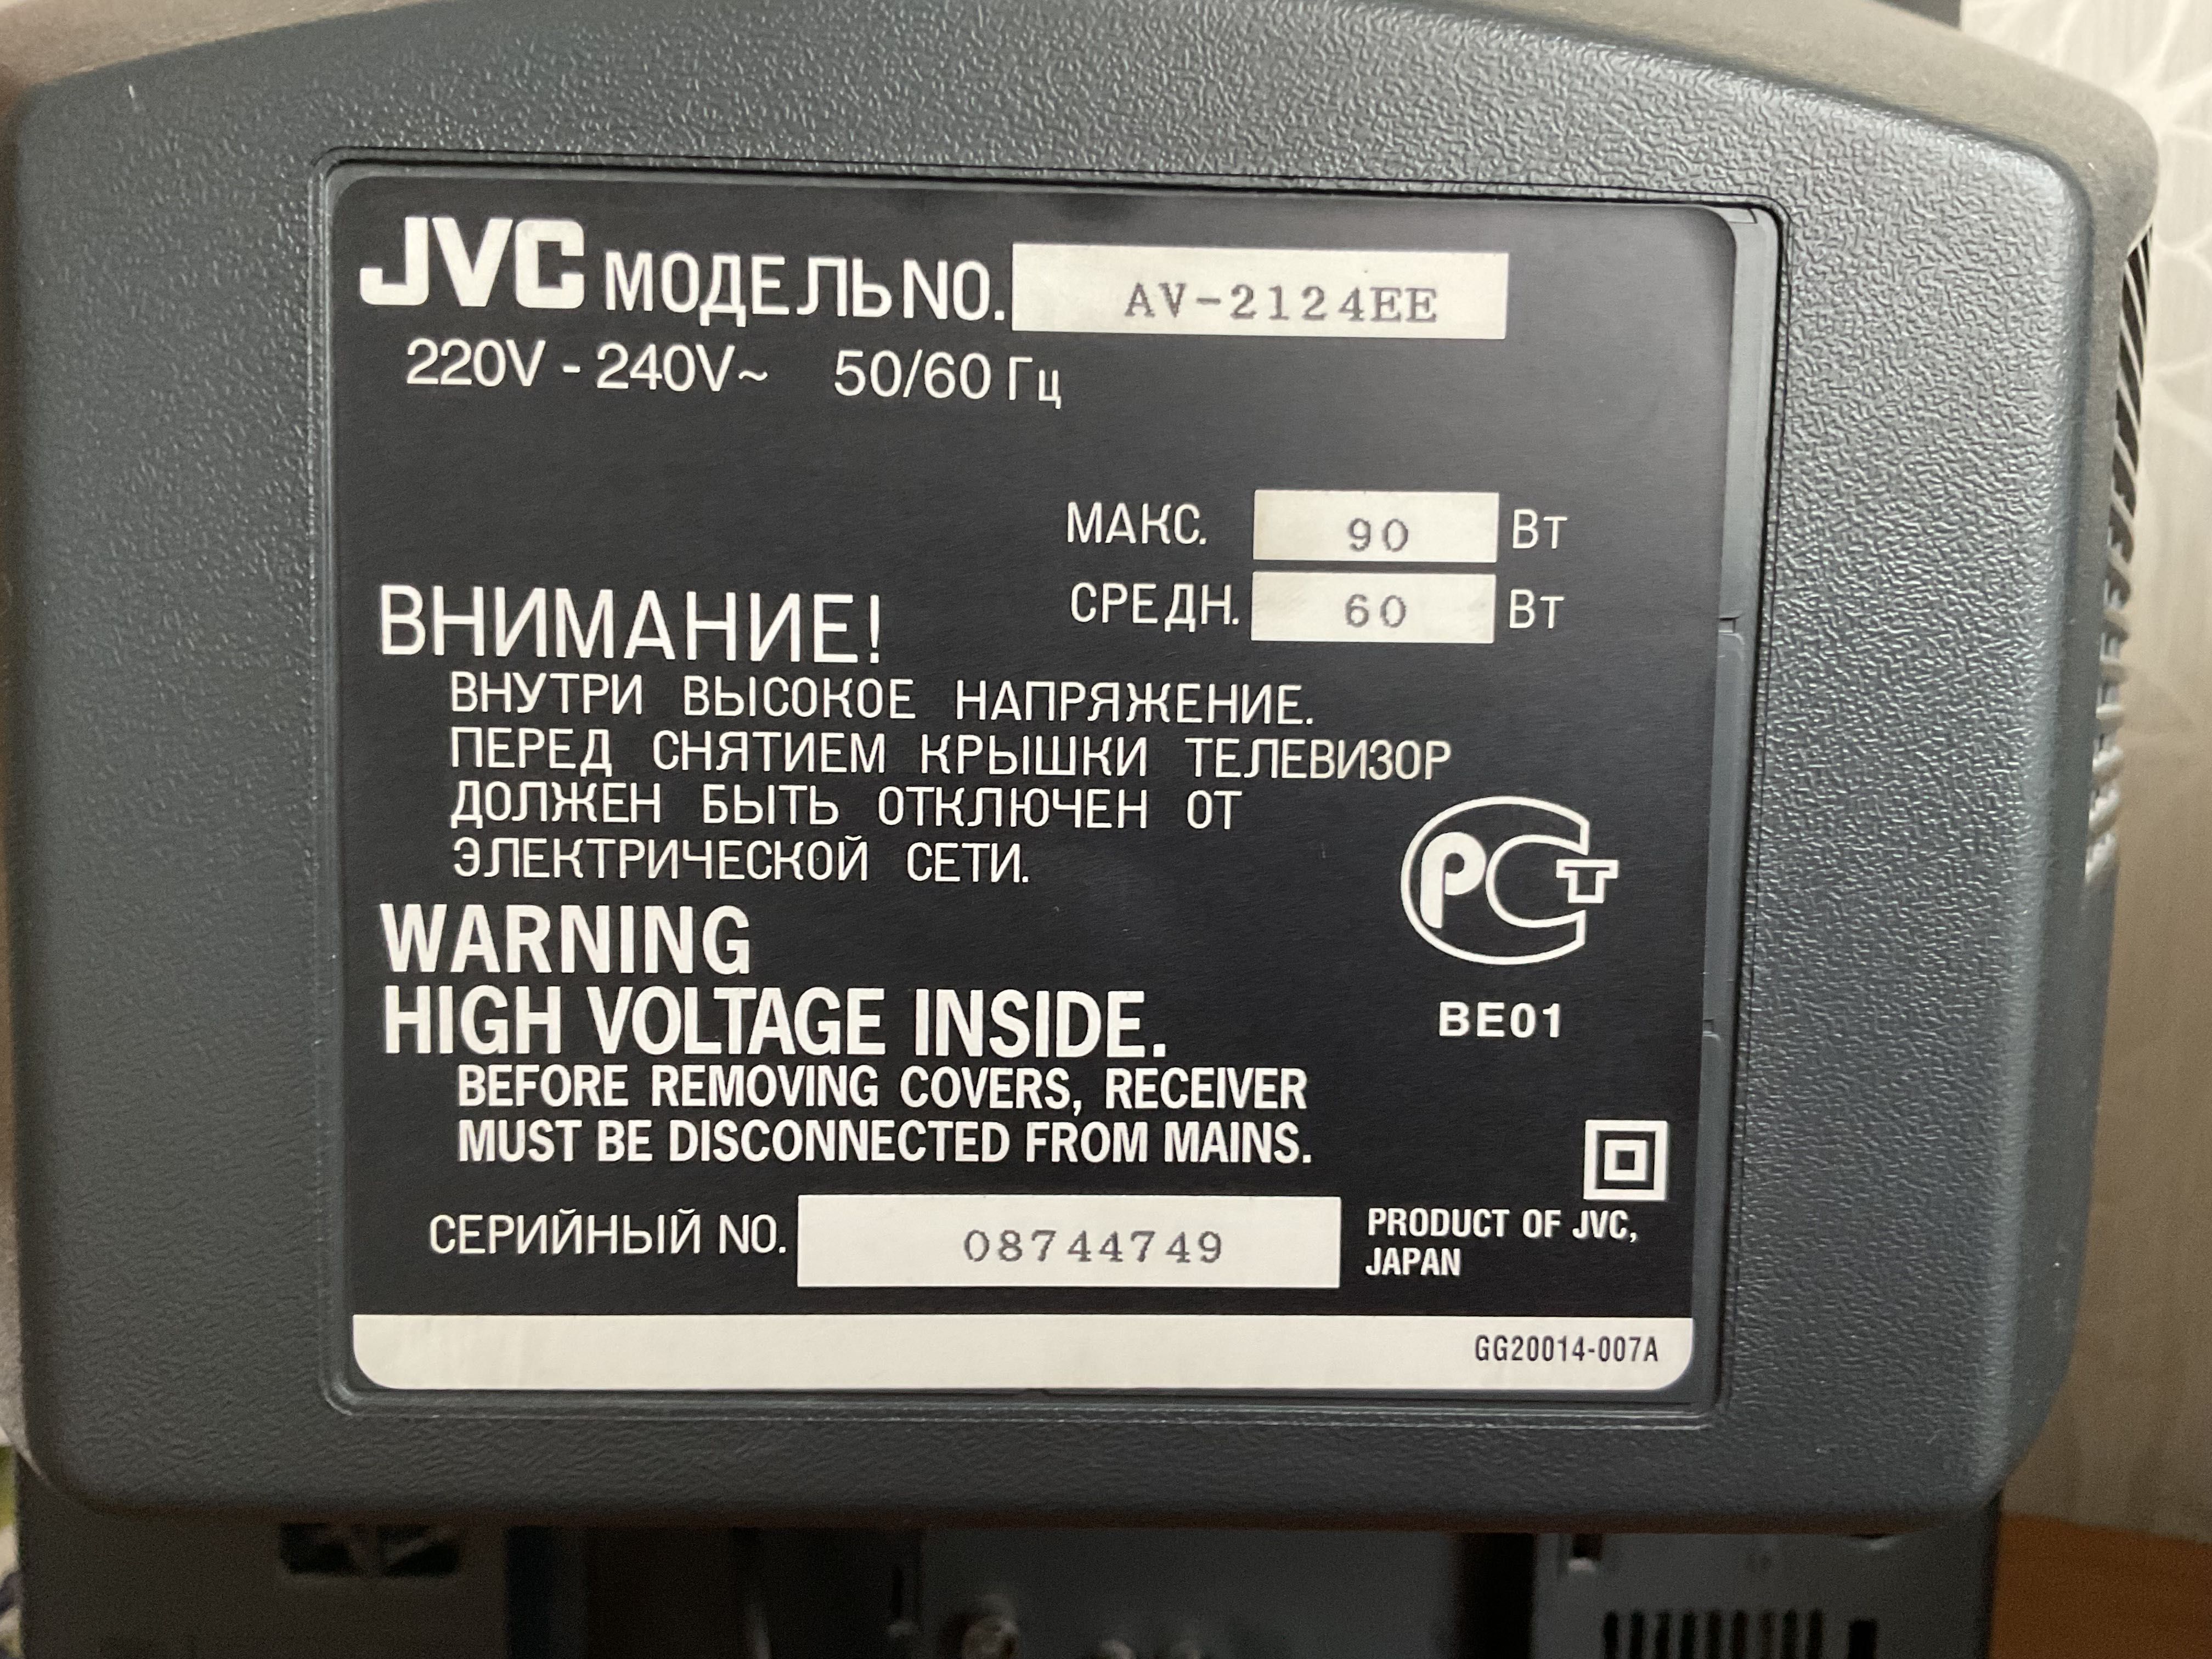 JVC МОДЕЛЬ NO. AV-2124EE
220V - 240V~ 50/60 Гц
МАКС. 90 Вт
СРЕДН. 60 Вт
ВНИМАНИЕ!
ВНУТРИ ВЫСОКОЕ НАПРЯЖЕНИЕ.
ПЕРЕД СНЯТИЕМ КРЫШКИ ТЕЛЕВИЗОР
ДОЛЖЕН БЫТЬ ОТКЛЮЧЕН ОТ
ЭЛЕКТРИЧЕСКОЙ СЕТИ.
РСТ
BE01
WARNING
HIGH VOLTAGE INSIDE.
BEFORE REMOVING COVERS, RECEIVER
MUST BE DISCONNECTED FROM MAINS.
СЕРИЙНЫЙ NO. 08744749
PRODUCT OF JVC,
JAPAN
GG20014-007A